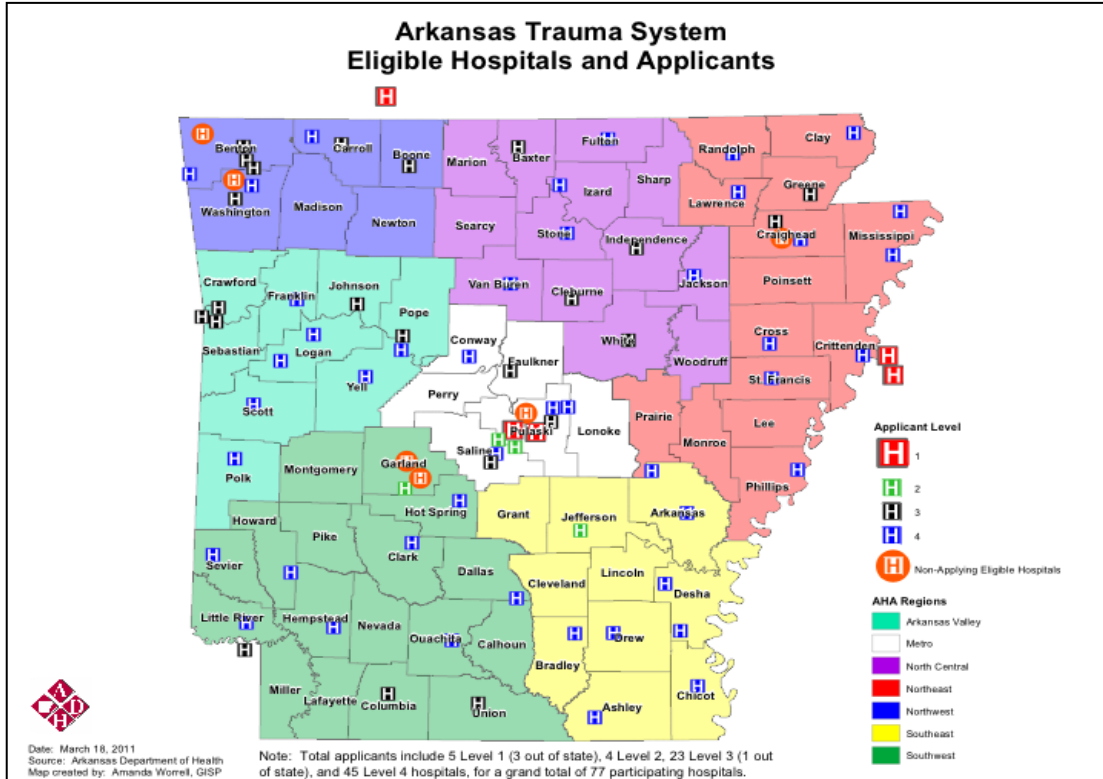 Arkansas Trauma System
Eligible Hospitals and Applicants
H
Benton
Carroll
Boone
Marion
Baxter
Fulton
Randolph
Clay
Sharp
Izard
Lawrence
Greene
Washington
Madison
Newton
Searcy
Stone
Independence
Craighead
Mississippi
Crawford
Franklin
Johnson
Pope
Van Buren
Cleburne
Jackson
Poinsett
Sebastian
Logan
Conway
Faulkner
White
Woodruff
Cross
Crittenden
Yell
Perry
St. Francis
Scott
Pulaski
Lonoke
Prairie
Monroe
Lee
Saline
Polk
Montgomery
Garland
Phillips
Hot Spring
Grant
Jefferson
Arkansas
Howard
Pike
Clark
Sevier
Dallas
Cleveland
Lincoln
Desha
Little River
Hempstead
Nevada
Ouachita
Calhoun
Bradley
Drew
Miller
Lafayette
Columbia
Union
Ashley
Chicot
Applicant Level
H 1
H 2
H 3
H 4
H Non-Applying Eligible Hospitals
AHA Regions
Arkansas Valley
Metro
North Central
Northeast
Northwest
Southeast
Southwest
A
D
H
Date: March 18, 2011
Source: Arkansas Department of Health
Map created by: Amanda Worrell, GISP
Note: Total applicants include 5 Level 1 (3 out of state), 4 Level 2, 23 Level 3 (1 out
of state), and 45 Level 4 hospitals, for a grand total of 77 participating hospitals.